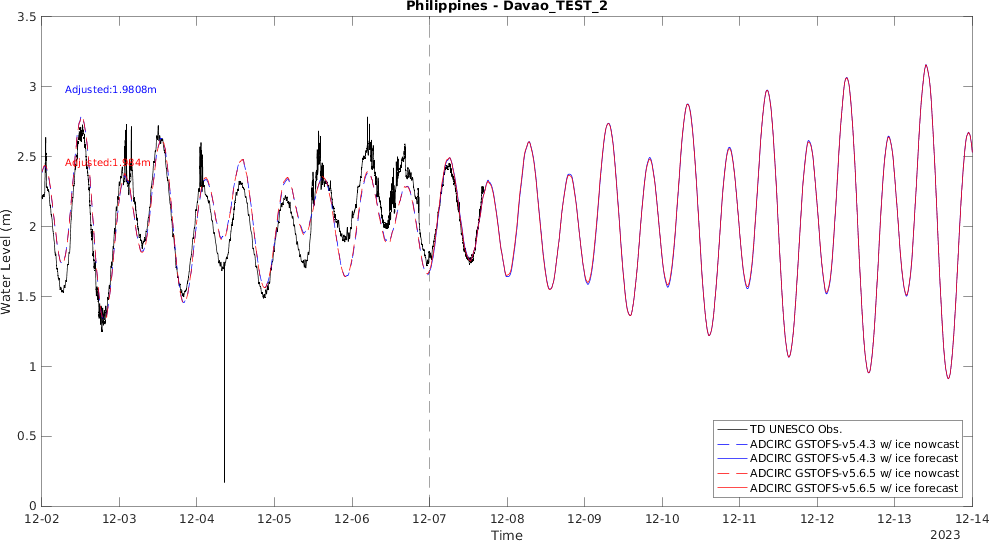 Philippines - Davao_TEST_2
3.5
3
2.5
2
1.5
1
0.5
0
Water Level (m)
Adjusted:1.9808m
Adjusted:1.984m
TD UNESCO Obs.
ADCIRC GSTOFS-v5.4.3 w/ ice nowcast
ADCIRC GSTOFS-v5.4.3 w/ ice forecast
ADCIRC GSTOFS-v5.6.5 w/ ice nowcast
ADCIRC GSTOFS-v5.6.5 w/ ice forecast
12-02 12-03 12-04 12-05 12-06 12-07 12-08 12-09 12-10 12-11 12-12 12-13 12-14
Time
2023